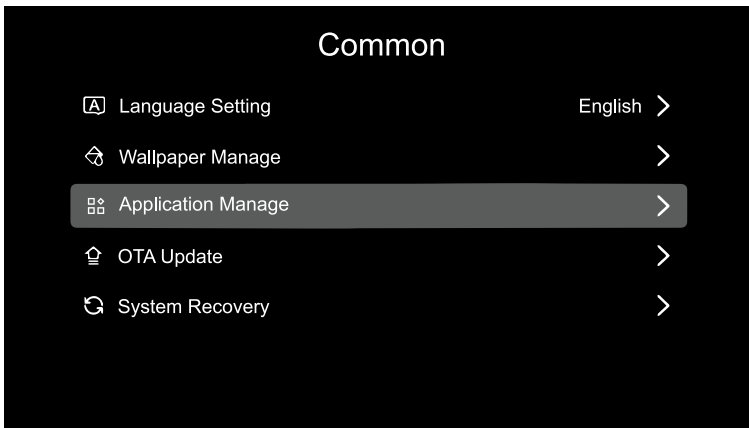 Common
Language Setting English
Wallpaper Manage
Application Manage
OTA Update
System Recovery